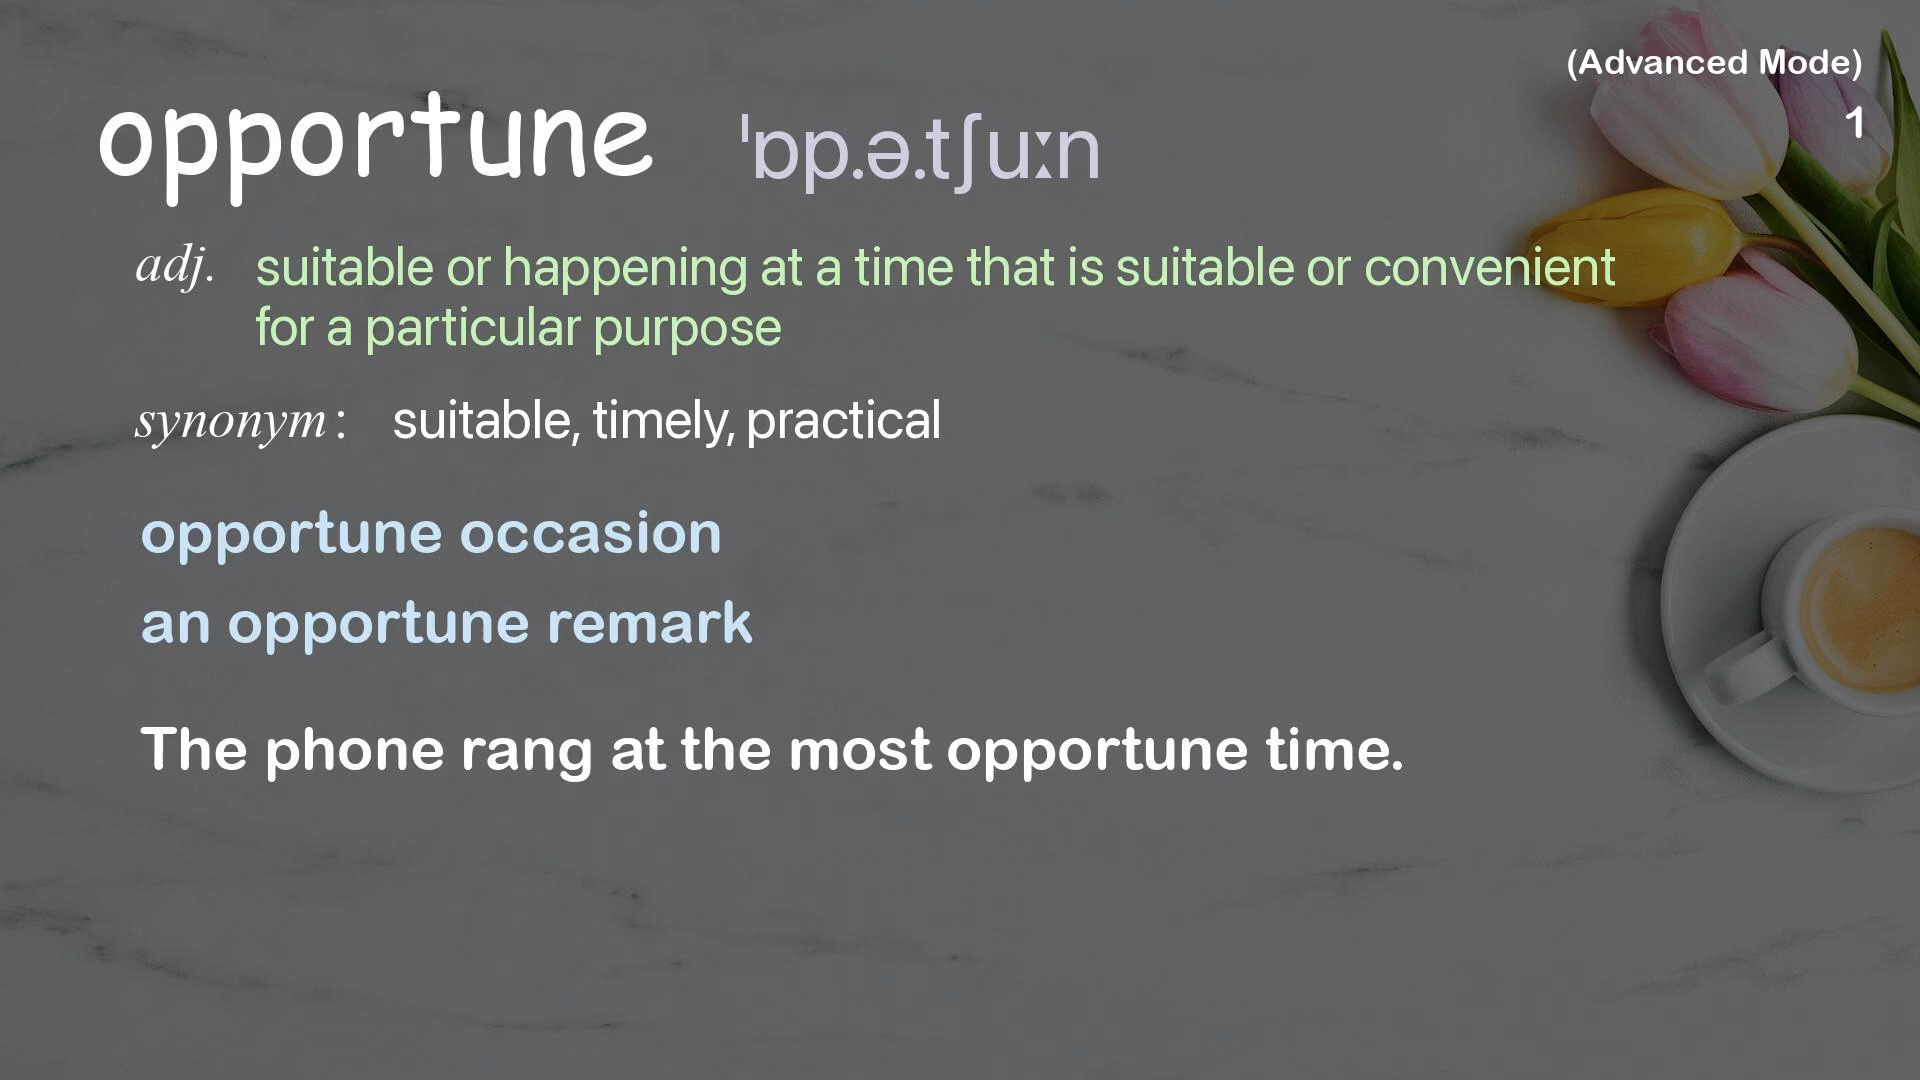 (Advanced Mode)
1
opportune ˈɒp.ə.tʃuːn
adj. suitable or happening at a time that is suitable or convenient
for a particular purpose
synonym: suitable, timely, practical
opportune occasion
an opportune remark
The phone rang at the most opportune time.